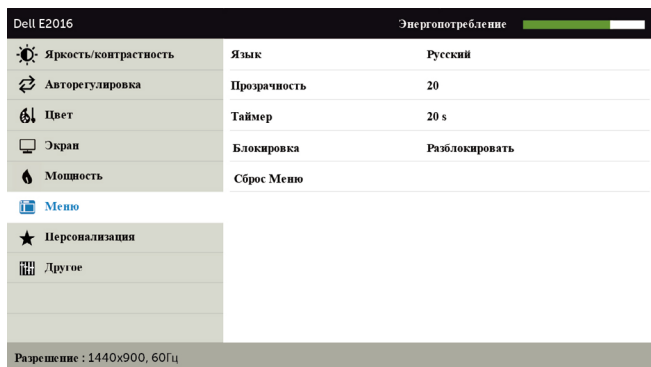 Dell E2016 Энергопотребление
Яркость/контрастность Язык Русский
Авторегулировка Прозрачность 20
Цвет Таймер 20 s
Экран Блокировка Разблокировать
Мощность Сброс Меню
Меню
Персонализация
Другое
Разрешение : 1440x900, 60Гц